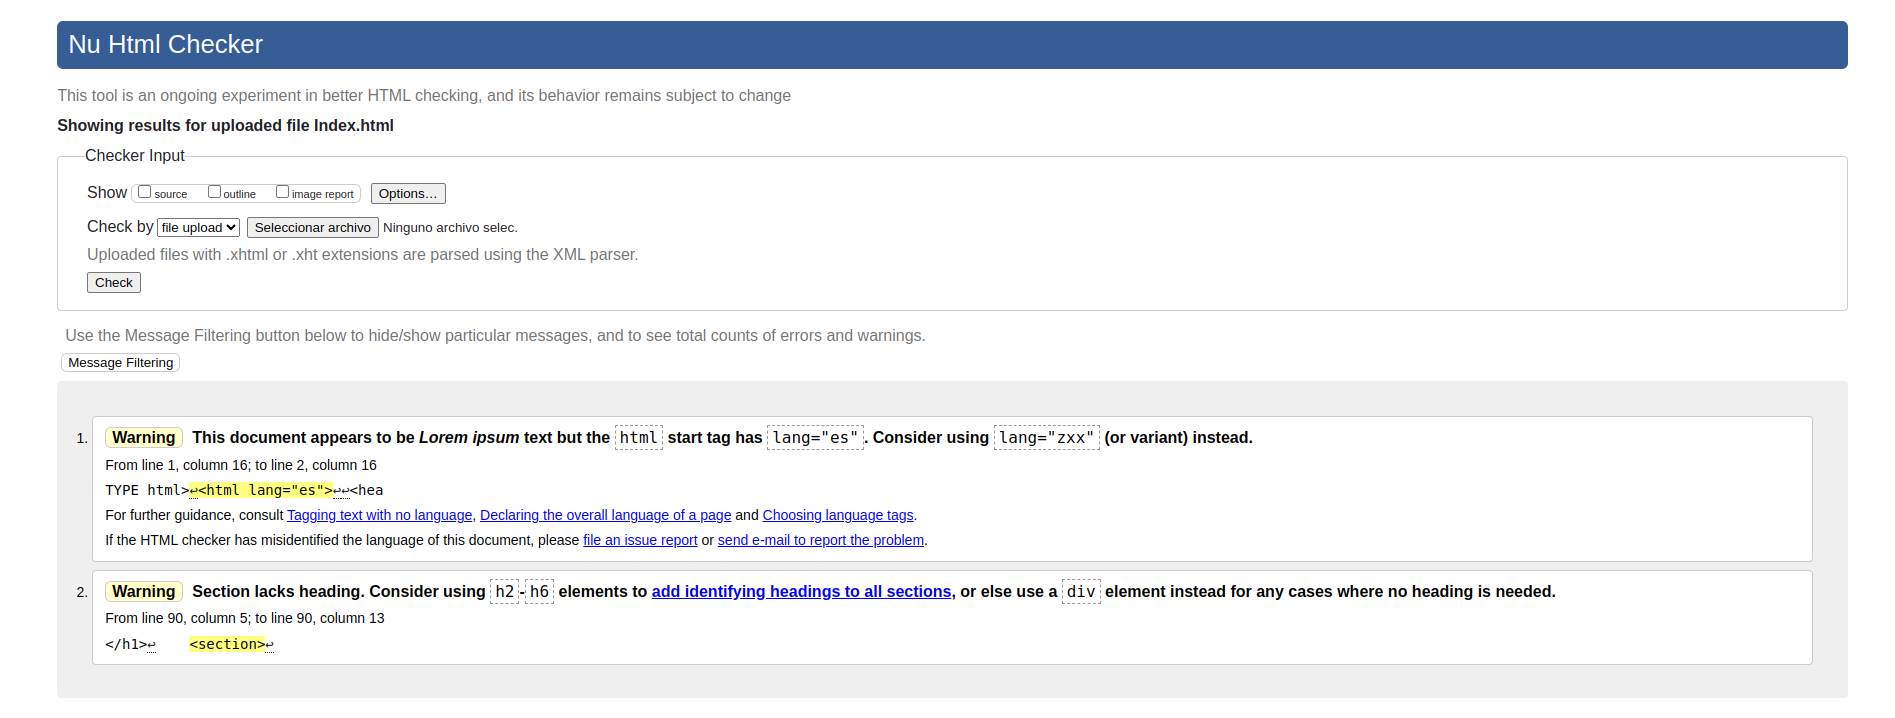 Nu Html Checker
This tool is an ongoing experiment in better HTML checking, and its behavior remains subject to change
Showing results for uploaded file Index.html
Checker Input
Show source outline image report Options…
Check by file upload Seleccionar archivo Ninguno archivo selec.
Uploaded files with .xhtml or .xht extensions are parsed using the XML parser.
Check
Use the Message Filtering button below to hide/show particular messages, and to see total counts of errors and warnings.
Message Filtering
1. Warning This document appears to be Lorem ipsum text but the html start tag has lang="es". Consider using lang="zxx" (or variant) instead.
From line 1, column 16; to line 2, column 16
TYPE html>↩<html lang="es">↩↩<hea
For further guidance, consult Tagging text with no language, Declaring the overall language of a page and Choosing language tags.
If the HTML checker has misidentified the language of this document, please file an issue report or send e-mail to report the problem.
2. Warning Section lacks heading. Consider using h2-h6 elements to add identifying headings to all sections, or else use a div element instead for any cases where no heading is needed.
From line 90, column 5; to line 90, column 13
</h1>↩    <section>↩